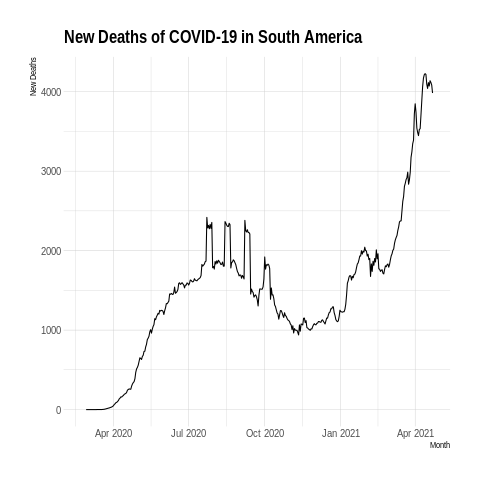 New Deaths of COVID-19 in South America
New Deaths
4000
3000
2000
1000
0
Apr 2020 Jul 2020 Oct 2020 Jan 2021 Apr 2021
Month